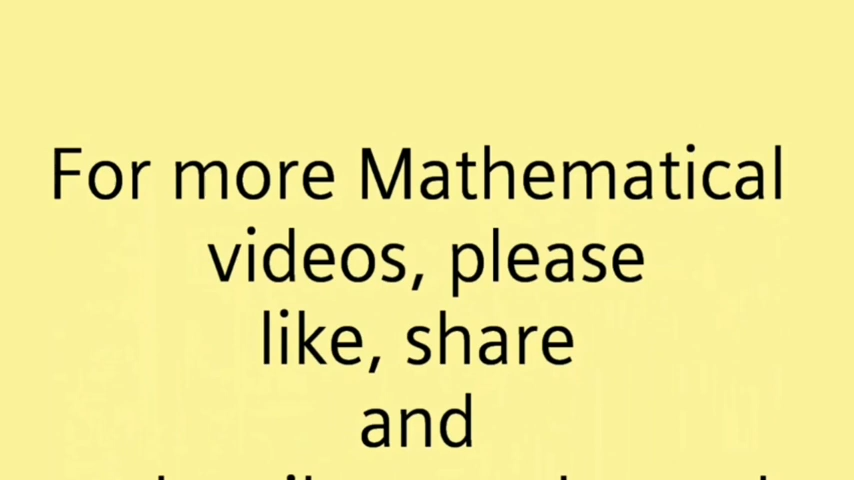 For more Mathematical
videos, please
like, share
and